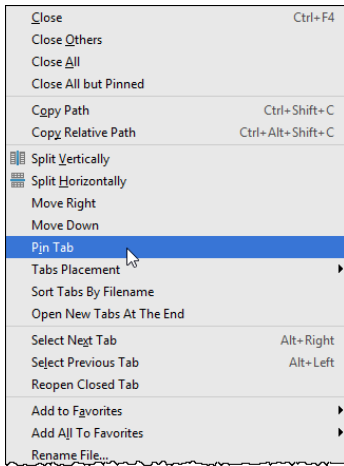 Close Ctrl+F4
Close Others
Close All
Close All but Pinned
Copy Path Ctrl+Shift+C
Copy Relative Path Ctrl+Alt+Shift+C
Split Vertically
Split Horizontally
Move Right
Move Down
Pin Tab
Tabs Placement
Sort Tabs By Filename
Open New Tabs At The End
Select Next Tab Alt+Right
Select Previous Tab Alt+Left
Reopen Closed Tab
Add to Favorites
Add All To Favorites
Rename File...